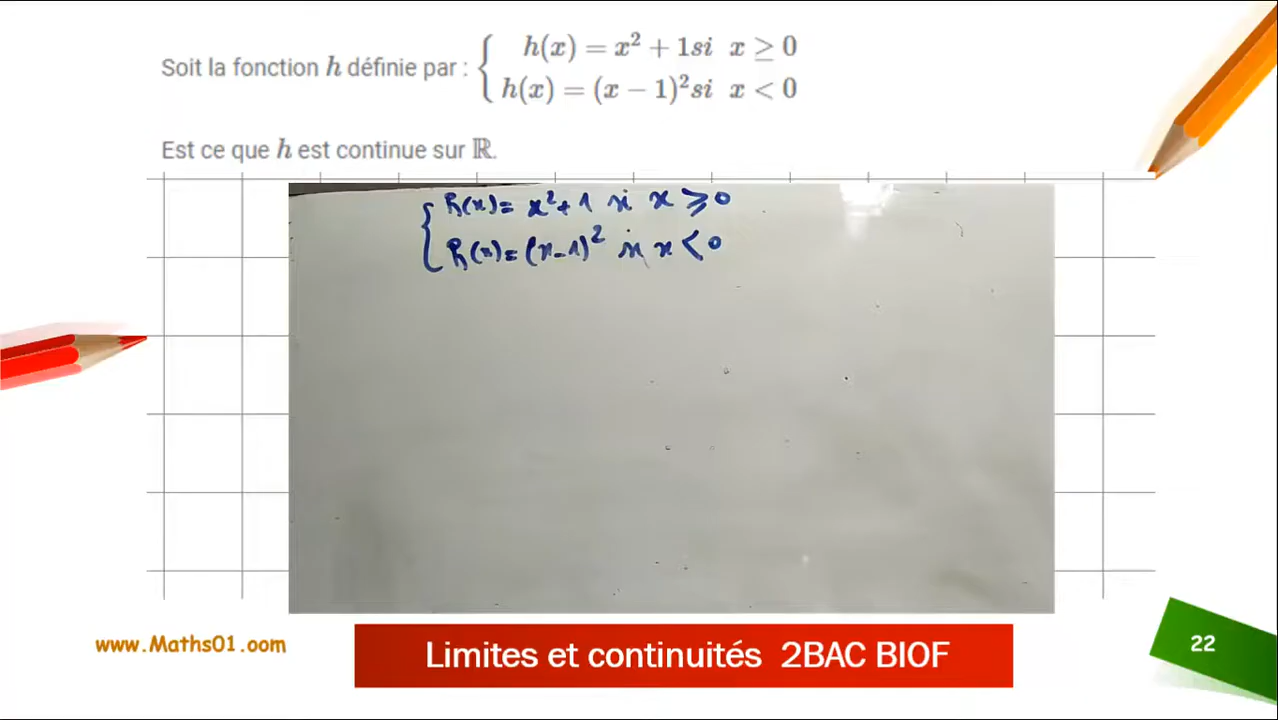 Soit la fonction h définie par : { h(x) = x² + 1si x ≥ 0
h(x) = (x − 1)²si x < 0
Est ce que h est continue sur ℝ.
{ h(x) = x² + 1 si x ≥ 0
h(x) = (x − 1)² si x < 0
www.Maths01.com
Limites et continuités 2BAC BIOF
22